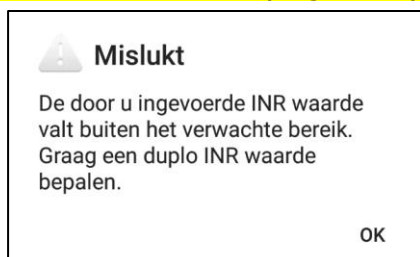 Mislukt
De door u ingevoerde INR waarde
valt buiten het verwachte bereik.
Graag een duplo INR waarde
bepalen.
OK